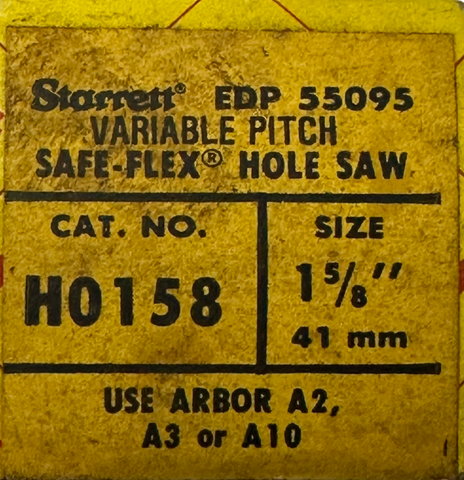 Starrett® EDP 55095
VARIABLE PITCH
SAFE-FLEX® HOLE SAW
CAT. NO.
SIZE
H0158
1 5/8"
41 mm
USE ARBOR A2,
A3 or A10